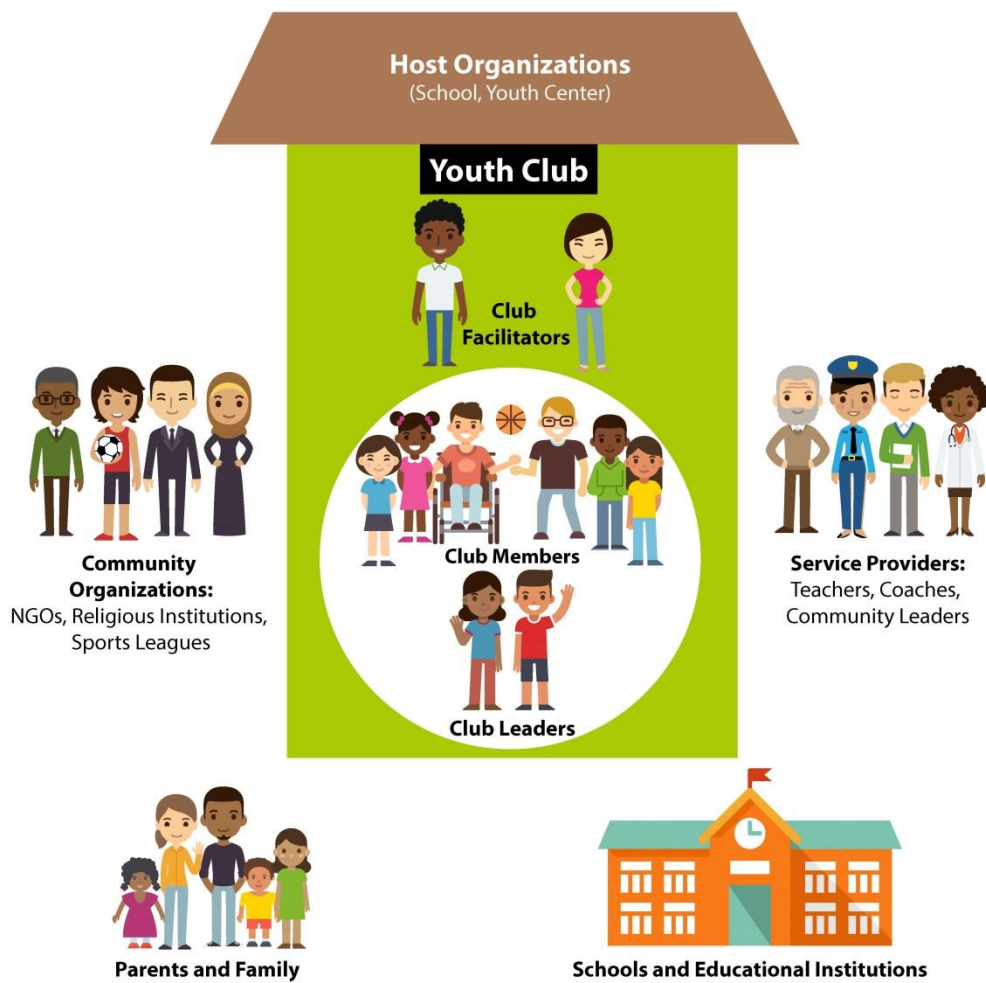 Host Organizations
(School, Youth Center)
Youth Club
Club
Facilitators
Community
Organizations:
NGOs, Religious Institutions,
Sports Leagues
Club Members
Service Providers:
Teachers, Coaches,
Community Leaders
Club Leaders
Parents and Family
Schools and Educational Institutions